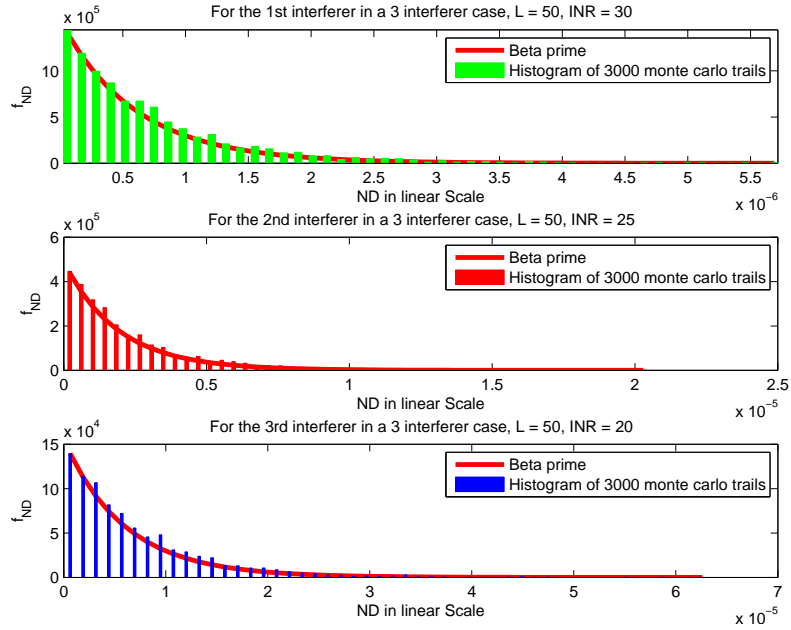 For the 1st interferer in a 3 interferer case, L = 50, INR = 30
x 10⁵
10
5
0
f_ND
Beta prime
Histogram of 3000 monte carlo trails
0.5 1 1.5 2 2.5 3 3.5 4 4.5 5 5.5
ND in linear Scale
x 10⁻⁶
For the 2nd interferer in a 3 interferer case, L = 50, INR = 25
x 10⁵
6
4
2
0
f_ND
Beta prime
Histogram of 3000 monte carlo trails
0 0.5 1 1.5 2 2.5
ND in linear Scale
x 10⁻⁵
For the 3rd interferer in a 3 interferer case, L = 50, INR = 20
x 10⁴
15
10
5
0
f_ND
Beta prime
Histogram of 3000 monte carlo trails
0 1 2 3 4 5 6 7
ND in linear Scale
x 10⁻⁵